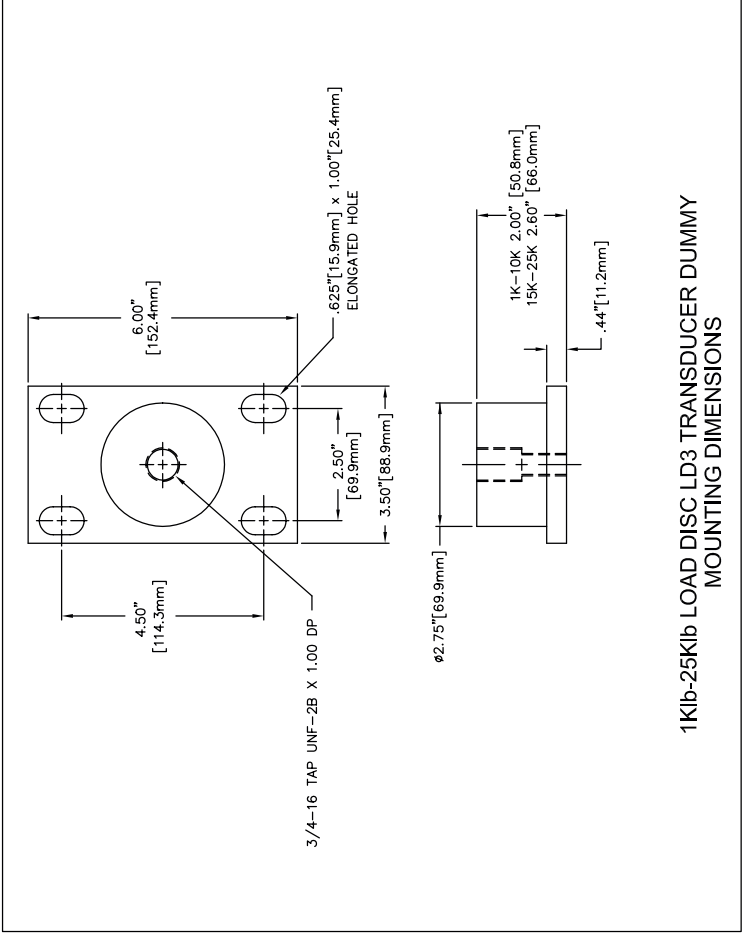 6.00"
[152.4mm]
.625"[15.9mm] x 1.00"[25.4mm]
ELONGATED HOLE
2.50"
[69.9mm]
3.50"[88.9mm]
4.50"
[114.3mm]
3/4-16 TAP UNF-2B X 1.00 DP
1K-10K 2.00" [50.8mm]
15K-25K 2.60" [66.0mm]
.44"[11.2mm]
ø2.75"[69.9mm]
1Klb-25Klb LOAD DISC LD3 TRANSDUCER DUMMY
MOUNTING DIMENSIONS